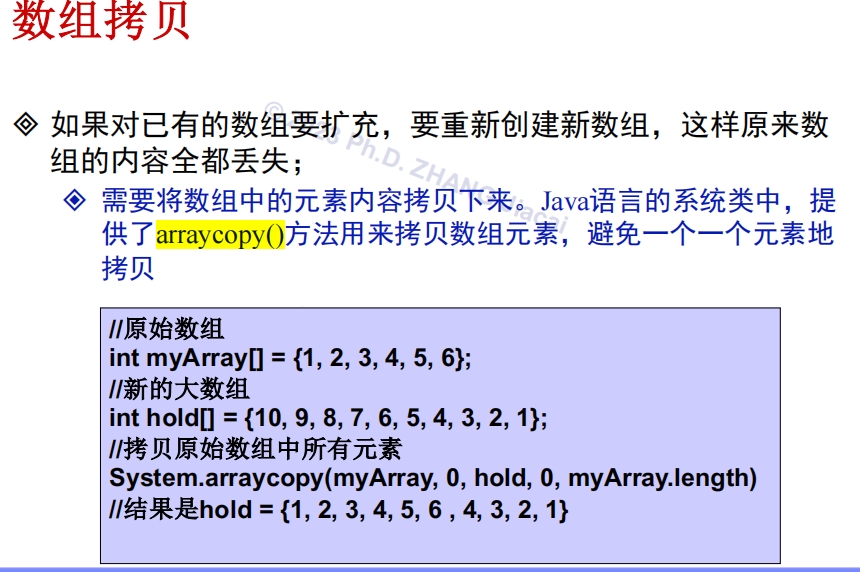 数组拷贝
如果对已有的数组要扩充，要重新创建新数组，这样原来数
组的内容全都丢失；
需要将数组中的元素内容拷贝下来。Java语言的系统类中，提
供了arraycopy()方法用来拷贝数组元素，避免一个一个元素地
拷贝
//原始数组
int myArray[] = {1, 2, 3, 4, 5, 6};
//新的大数组
int hold[] = {10, 9, 8, 7, 6, 5, 4, 3, 2, 1};
//拷贝原始数组中所有元素
System.arraycopy(myArray, 0, hold, 0, myArray.length)
//结果是hold = {1, 2, 3, 4, 5, 6 , 4, 3, 2, 1}